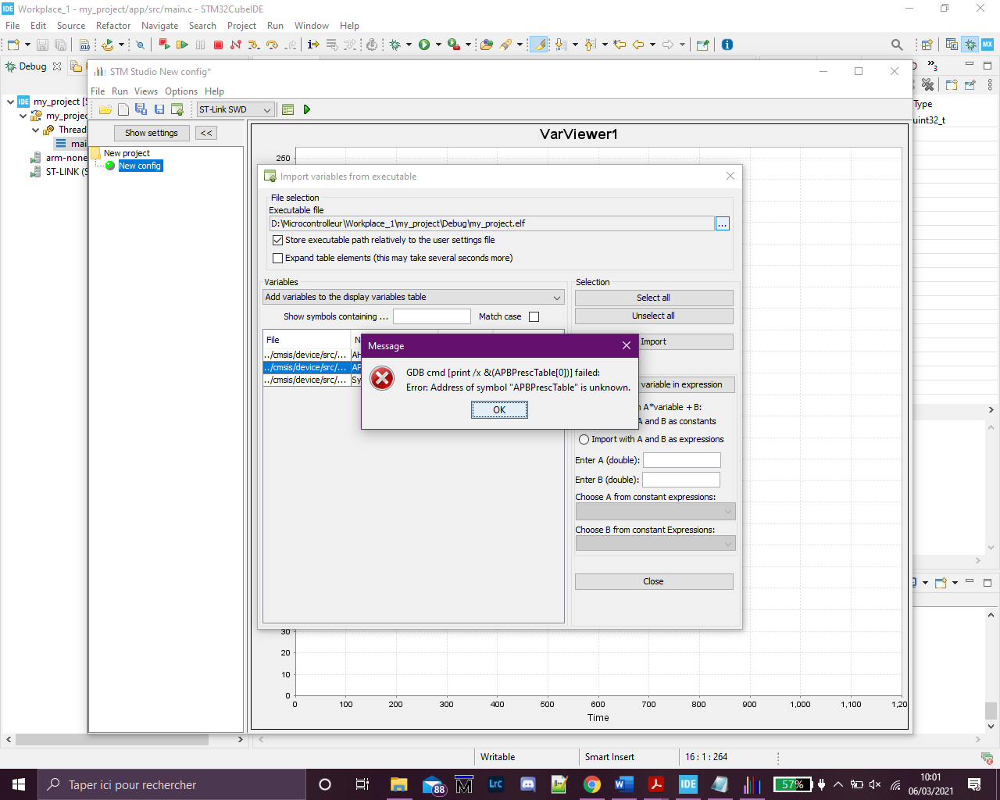 Workplace_1 - my_project/app/src/main.c - STM32CubeIDE
File Edit Source Refactor Navigate Search Project Run Window Help
Debug
my_project [S
my_projec
Thread
mai
arm-none
ST-LINK (S
3
Type
uint32_t
STM Studio New config*
File Run Views Options Help
ST-Link SWD
Show settings
<<
New project
New config
VarViewer1
250
30
20
10
0
0 100 200 300 400 500 600 700 800 900 1,000 1,100 1,20
Time
Import variables from executable
File selection
Executable file
D:\Microcontrolleur\Workplace_1\my_project\Debug\my_project.elf
...
Store executable path relatively to the user settings file
Expand table elements (this may take several seconds more)
Variables
Add variables to the display variables table
Show symbols containing ...
Match case
File
N
../cmsis/device/src/... AH
../cmsis/device/src/... AP
../cmsis/device/src/... Sy
Selection
Select all
Unselect all
Import
variable in expression
A*variable + B:
A and B as constants
Import with A and B as expressions
Enter A (double):
Enter B (double):
Choose A from constant expressions:
Choose B from constant Expressions:
Close
Message
GDB cmd [print /x &(APBPrescTable[0])] failed:
Error: Address of symbol "APBPrescTable" is unknown.
OK
Writable
Smart Insert
16 : 1 : 264
Taper ici pour rechercher
88
Lrc
IDE
57%
10:01
06/03/2021